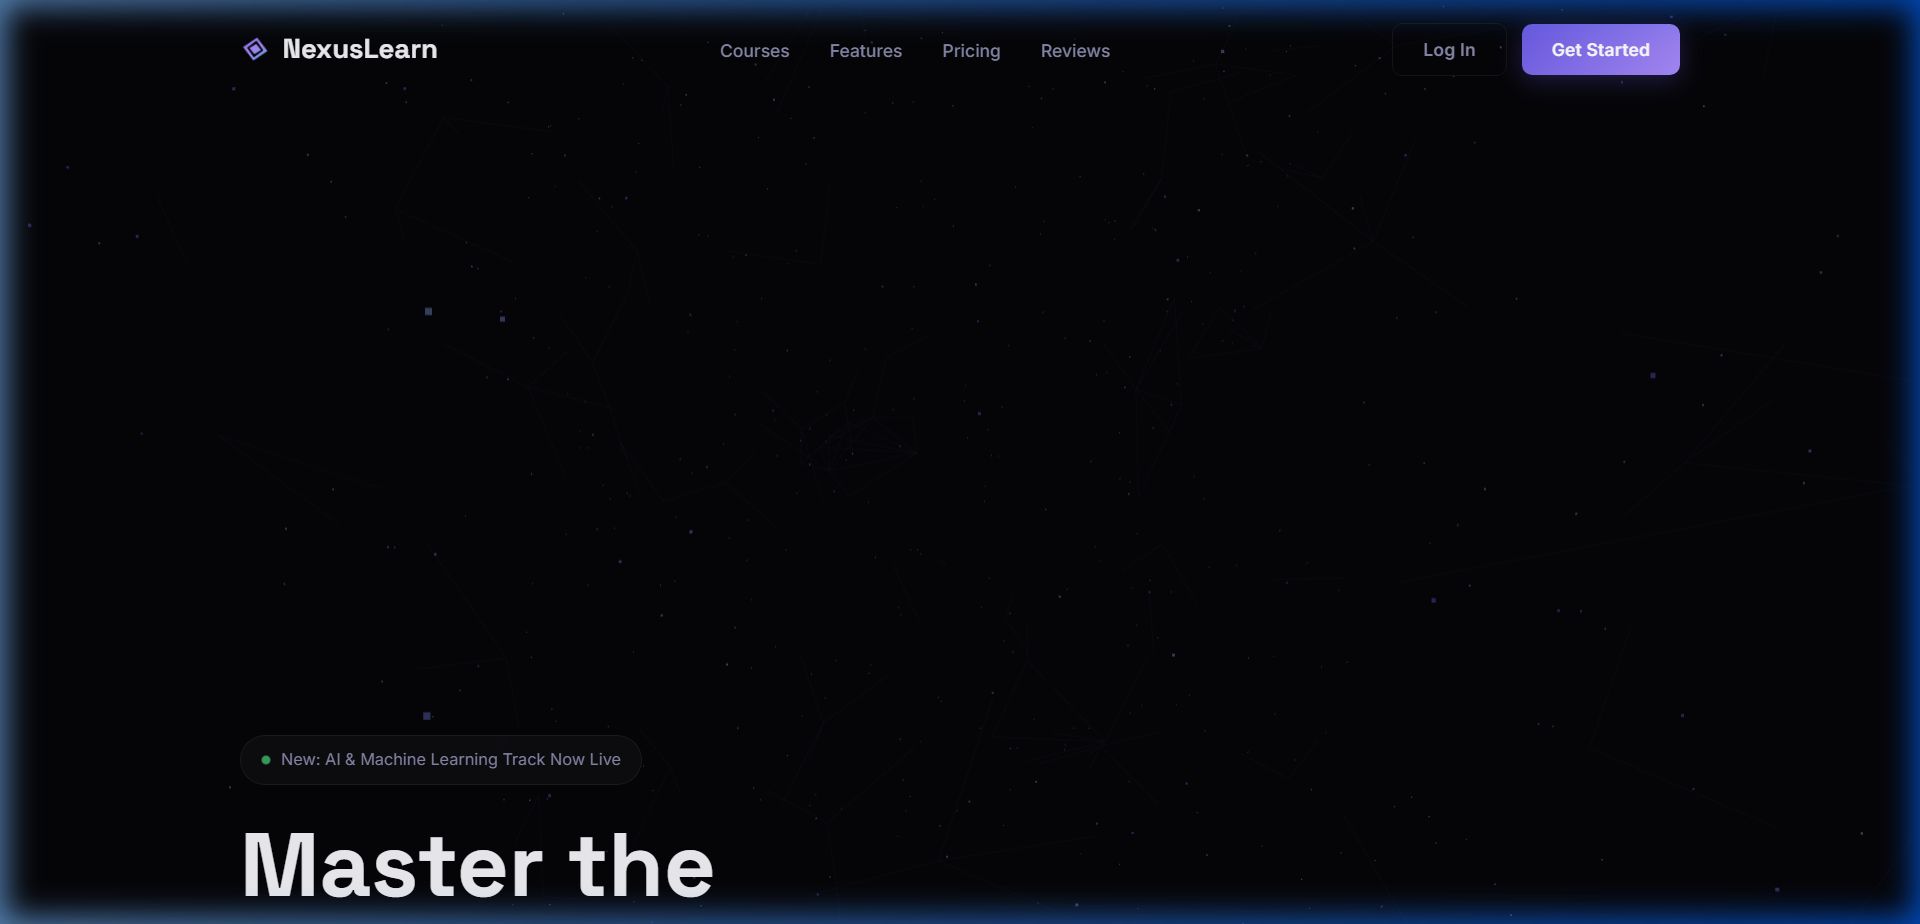 NexusLearn
Courses
Features
Pricing
Reviews
Log In
Get Started
New: AI & Machine Learning Track Now Live
Master the